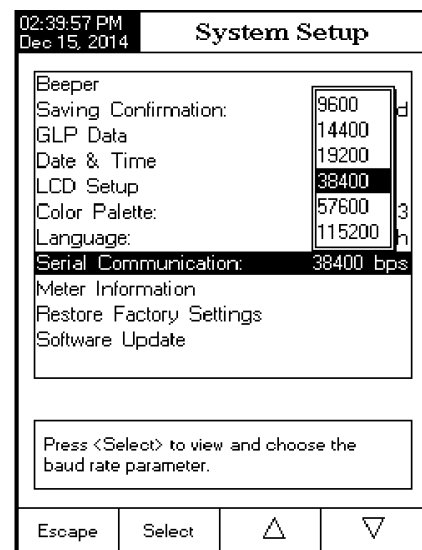 02:39:57 PM
Dec 15, 2014
System Setup
Beeper
Saving Confirmation: d
GLP Data
Date & Time
LCD Setup
Color Palette: 3
Language: h
Serial Communication: 38400 bps
Meter Information
Restore Factory Settings
Software Update
9600
14400
19200
38400
57600
115200
Press <Select> to view and choose the
baud rate parameter.
Escape Select △ ▽